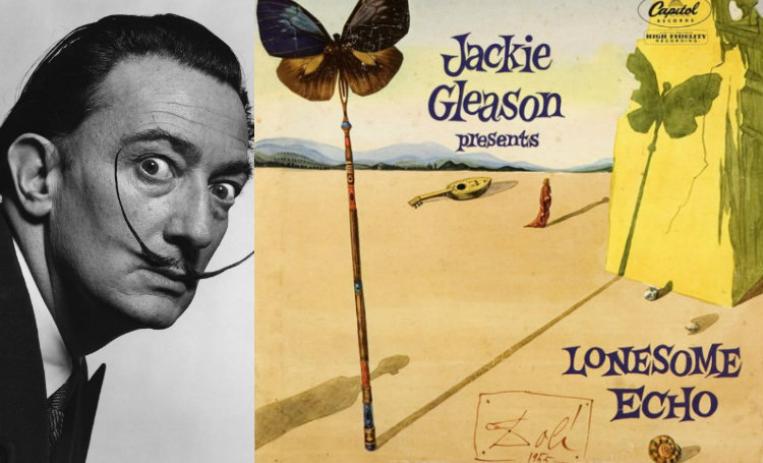 Capitol
RECORDS
HIGH FIDELITY
RECORDING
Jackie
Gleason
presents
LONESOME
ECHO
Dalí
1955